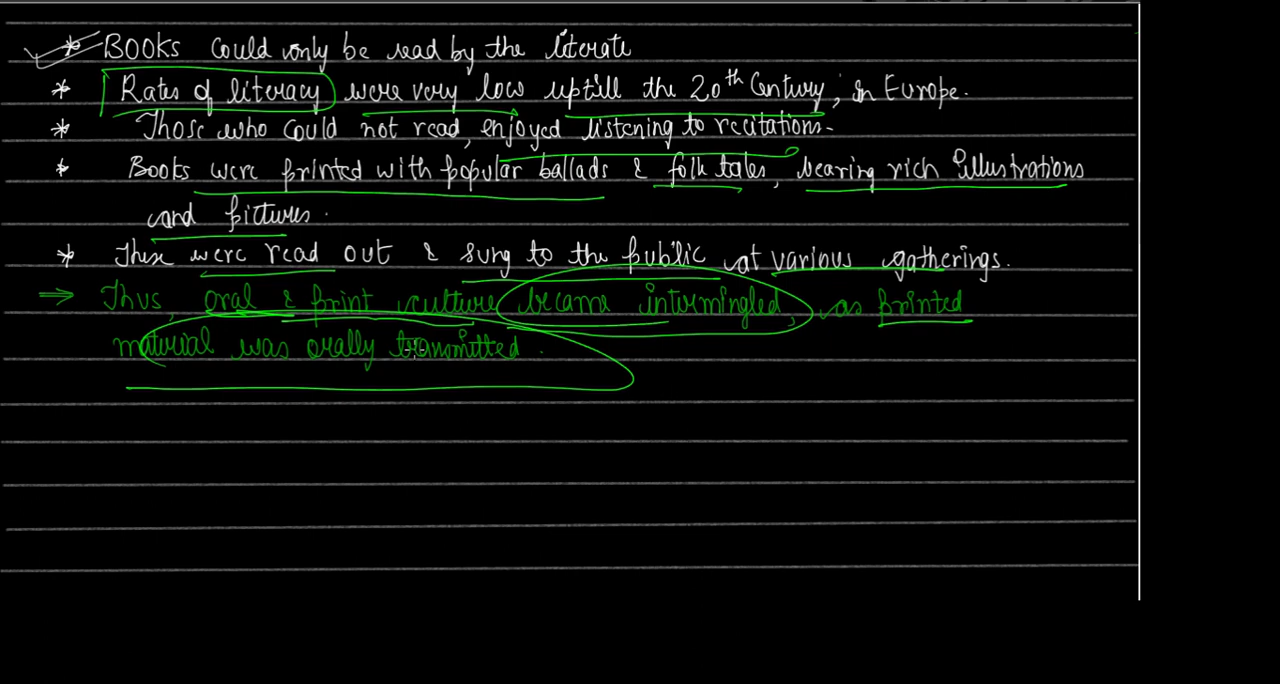 * BOOKS could only be read by the literate
* Rates of literacy were very low uptill the 20th Century, in Europe.
* Those who could not read, enjoyed listening to recitations.
* Books were printed with popular ballads & folk tales, bearing rich illustrations
and pictures.
* These were read out & sung to the public at various gatherings.
⇒ Thus, oral & print culture became intermingled, as printed
material was orally transmitted.